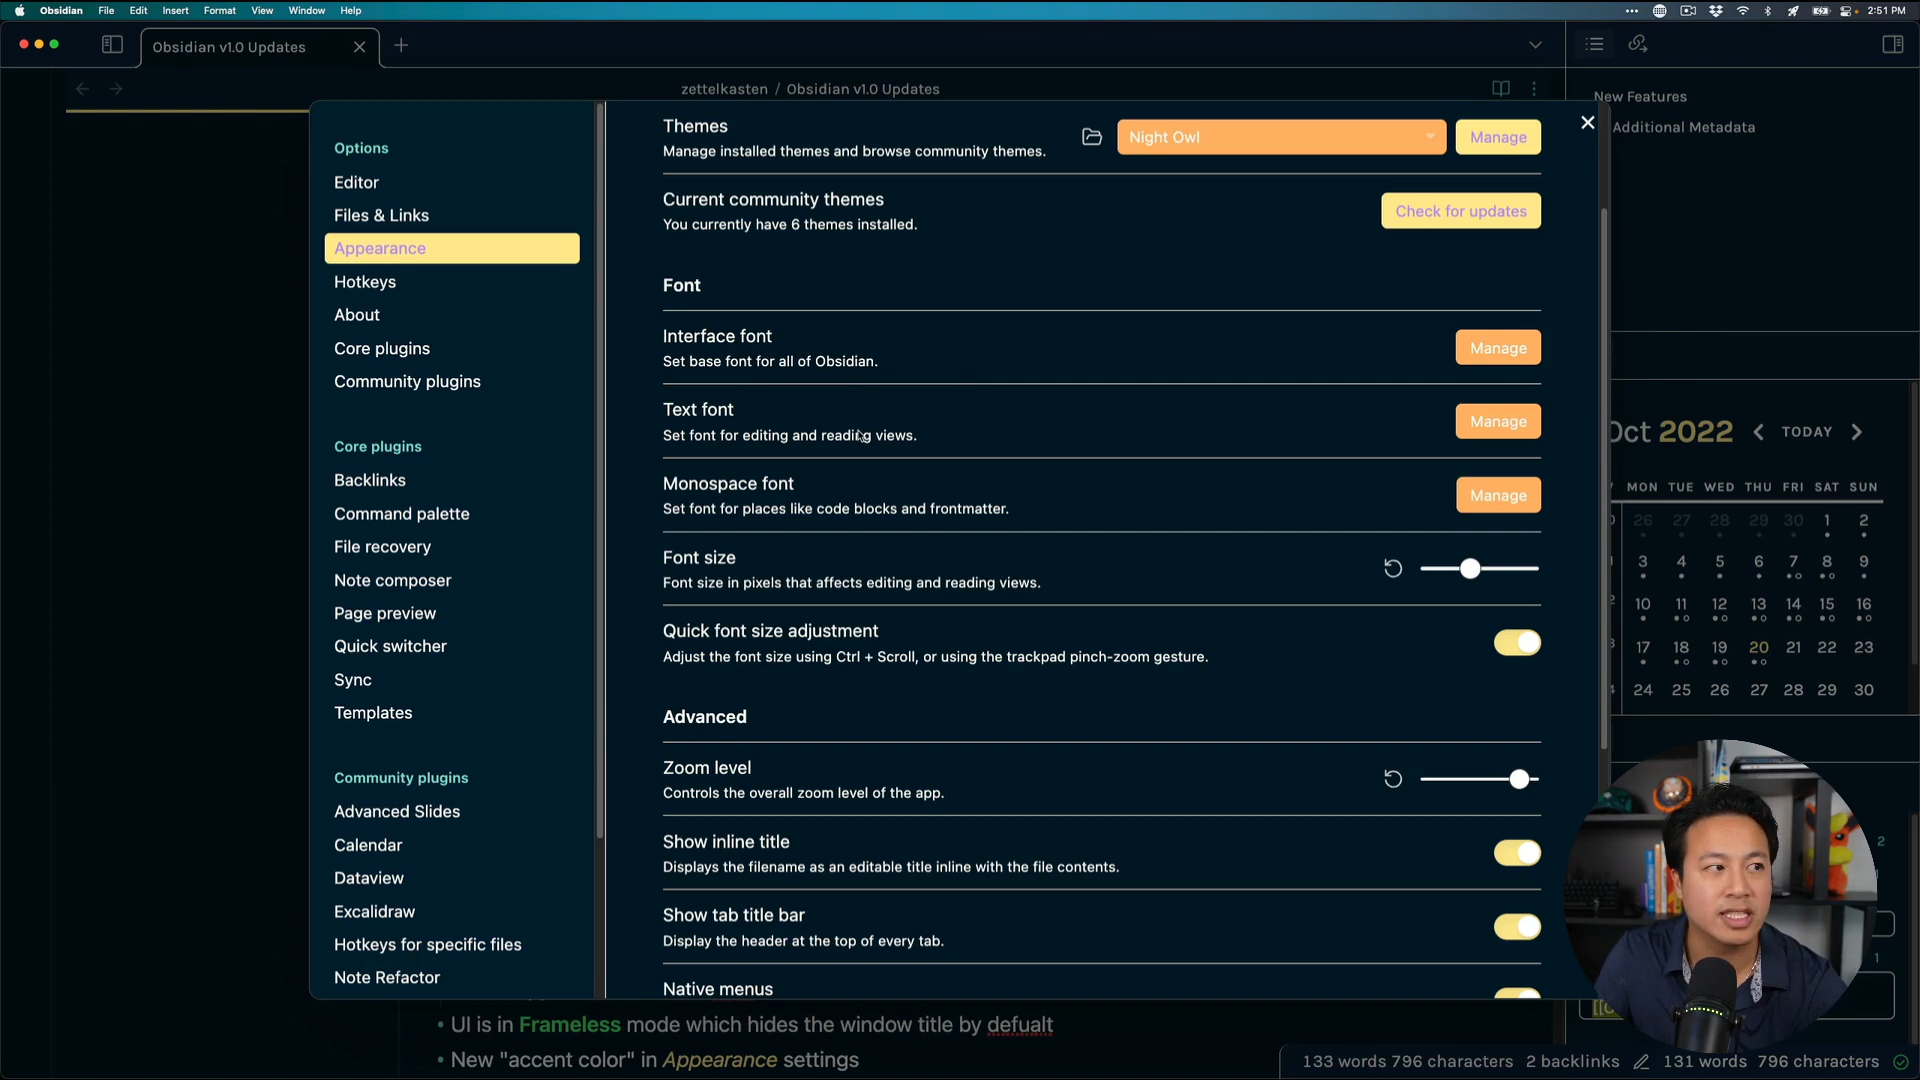 Obsidian File Edit Insert Format View Window Help
2:51 PM
Obsidian v1.0 Updates
zettelkasten / Obsidian v1.0 Updates
Options
Editor
Files & Links
Appearance
Hotkeys
About
Core plugins
Community plugins
Core plugins
Backlinks
Command palette
File recovery
Note composer
Page preview
Quick switcher
Sync
Templates
Community plugins
Advanced Slides
Calendar
Dataview
Excalidraw
Hotkeys for specific files
Note Refactor
Themes
Manage installed themes and browse community themes.
Night Owl
Manage
Current community themes
You currently have 6 themes installed.
Check for updates
Font
Interface font
Set base font for all of Obsidian.
Manage
Text font
Set font for editing and reading views.
Manage
Monospace font
Set font for places like code blocks and frontmatter.
Manage
Font size
Font size in pixels that affects editing and reading views.
Quick font size adjustment
Adjust the font size using Ctrl + Scroll, or using the trackpad pinch-zoom gesture.
Advanced
Zoom level
Controls the overall zoom level of the app.
Show inline title
Displays the filename as an editable title inline with the file contents.
Show tab title bar
Display the header at the top of every tab.
Native menus
New Features
Additional Metadata
Oct 2022 TODAY
MON TUE WED THU FRI SAT SUN
26 27 28 29 30 1 2
3 4 5 6 7 8 9
10 11 12 13 14 15 16
17 18 19 20 21 22 23
24 25 26 27 28 29 30
2
1
• UI is in Frameless mode which hides the window title by defualt
• New "accent color" in Appearance settings
133 words 796 characters 2 backlinks 131 words 796 characters